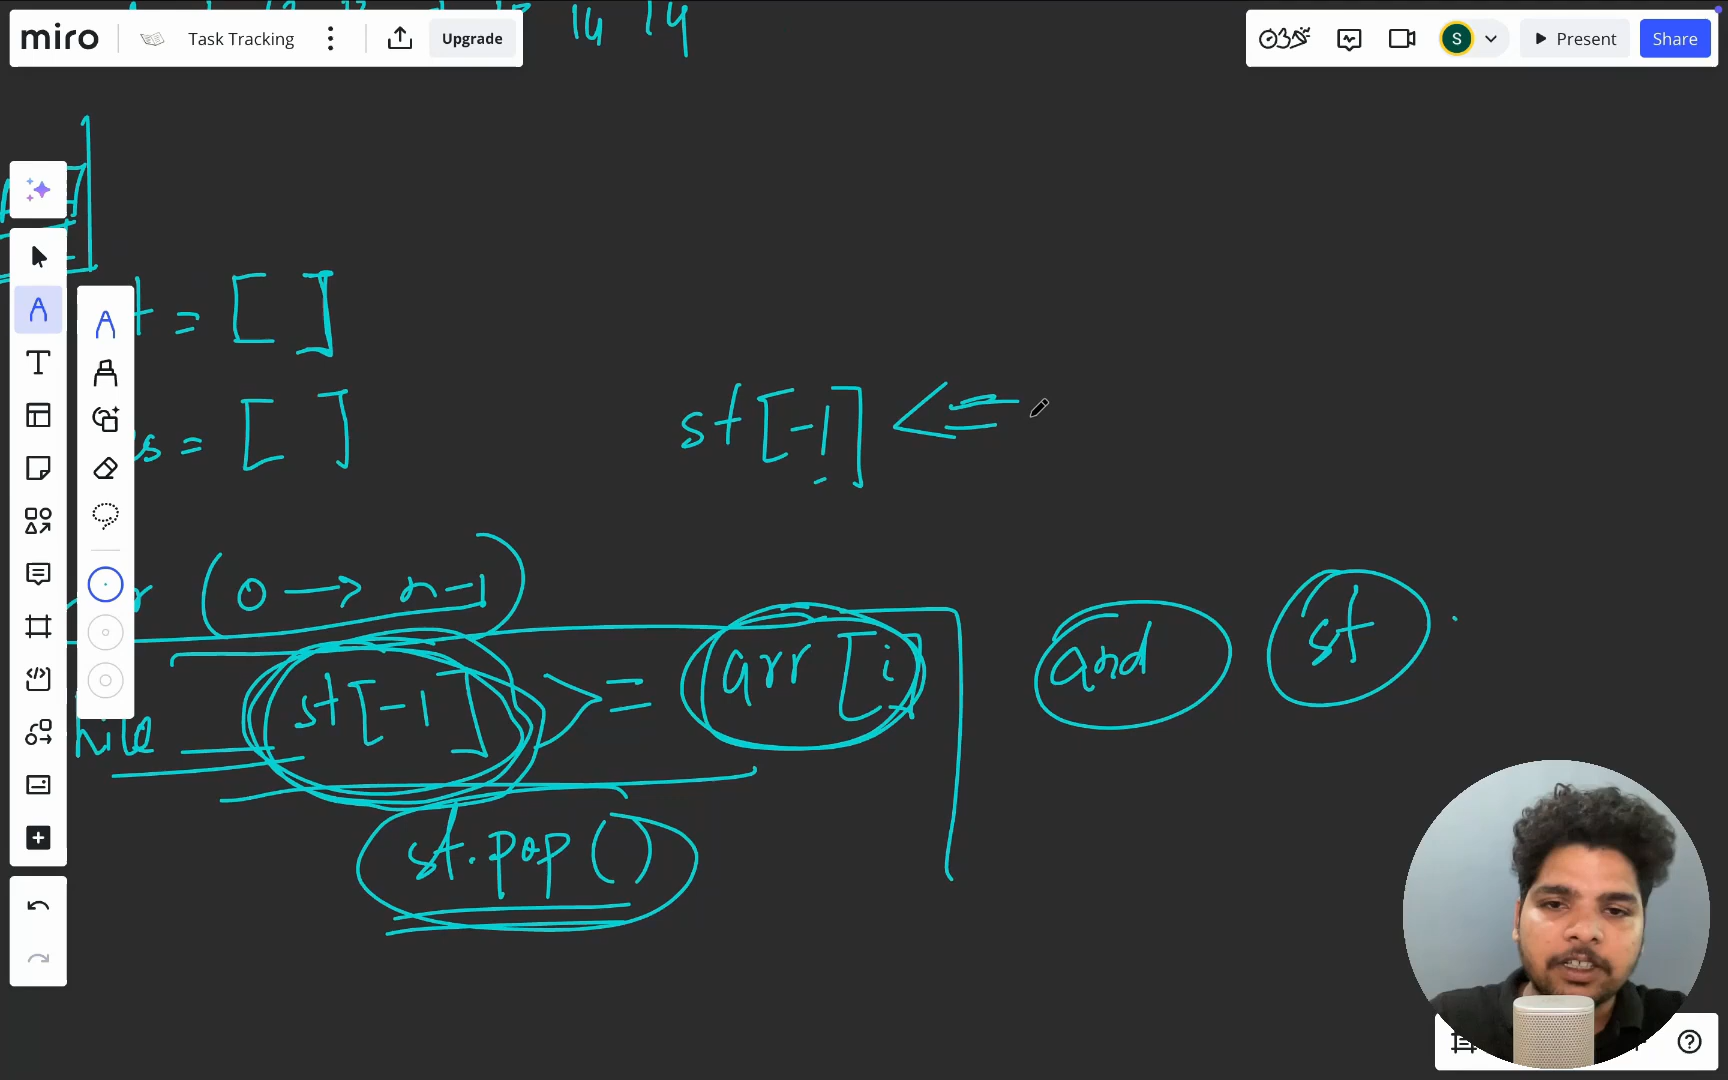 miro Task Tracking Upgrade 14 14
S Present Share
t = [ ]
s = [ ]
st[-1] <=
(0 → n-1)
hile st[-1] >= arr[i] and st
st.pop()